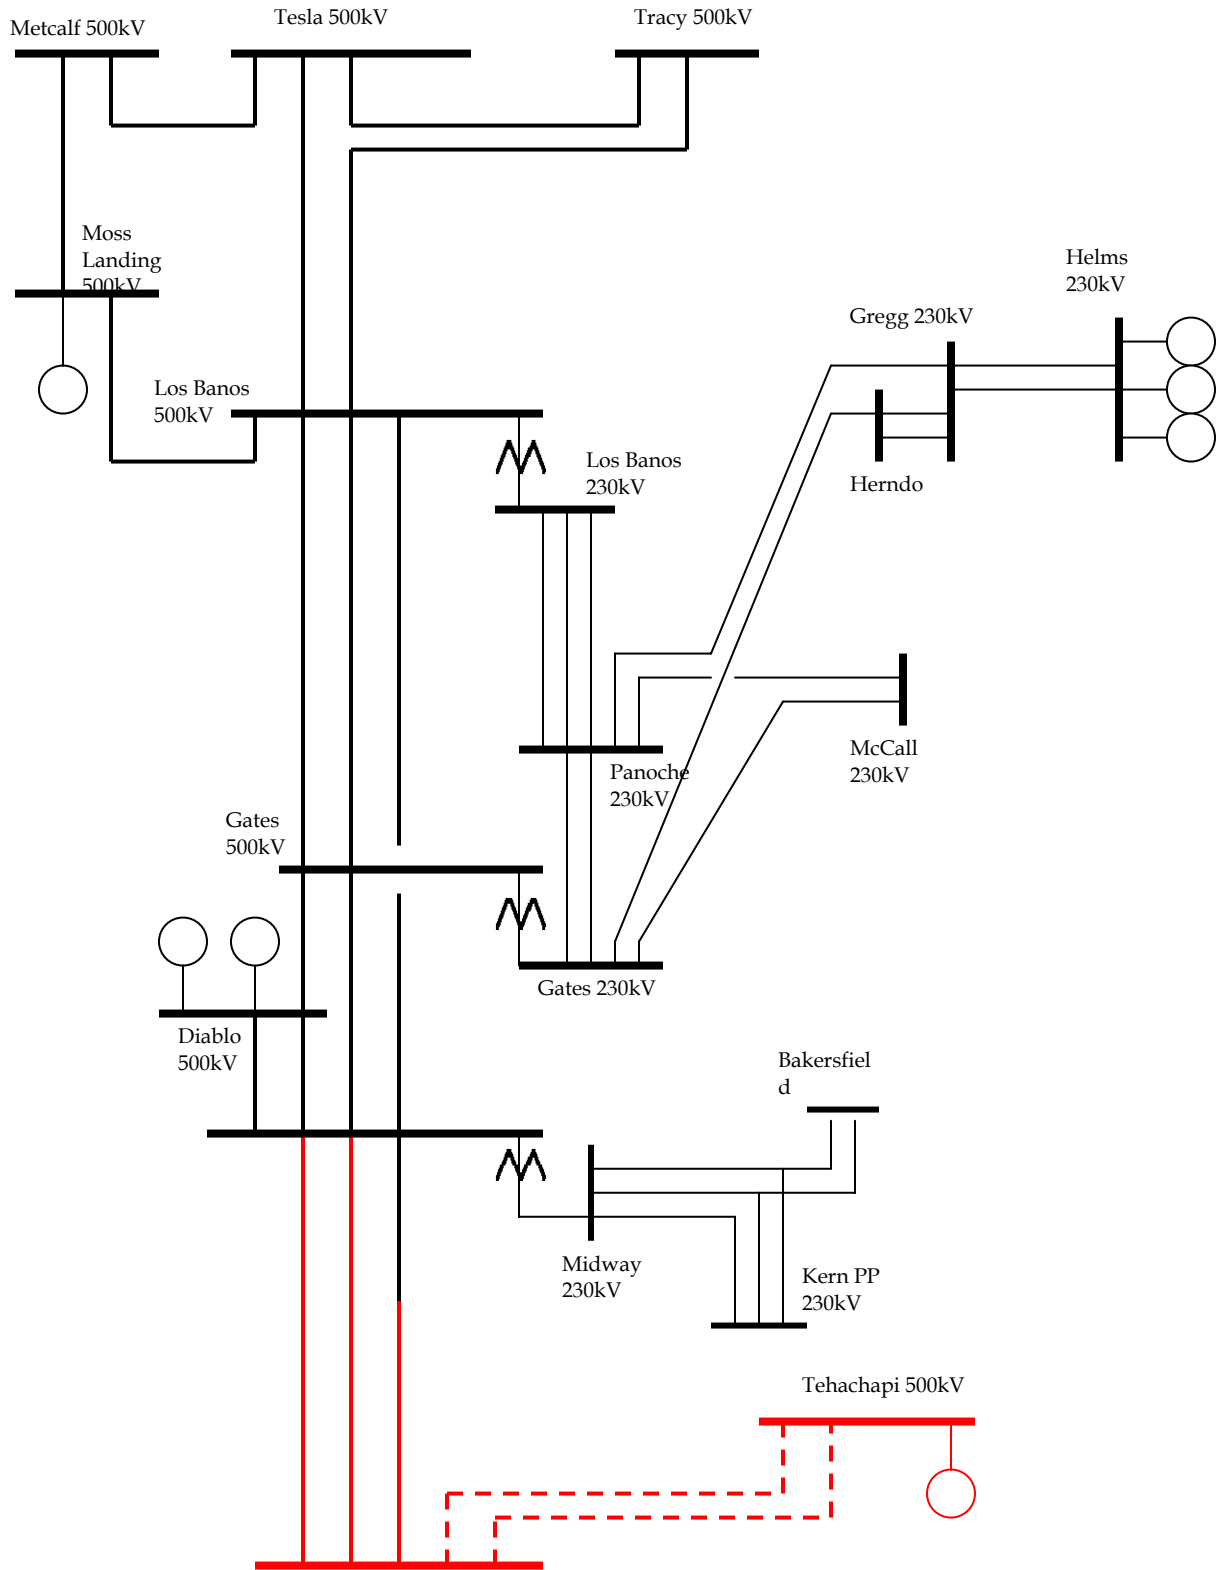 Metcalf 500kV
Tesla 500kV
Tracy 500kV
Moss
Landing
500kV
Helms
230kV
Gregg 230kV
Los Banos
500kV
Los Banos
230kV
Herndo
McCall
230kV
Panoche
230kV
Gates
500kV
Gates 230kV
Diablo
500kV
Bakersfiel
d
Midway
230kV
Kern PP
230kV
Tehachapi 500kV